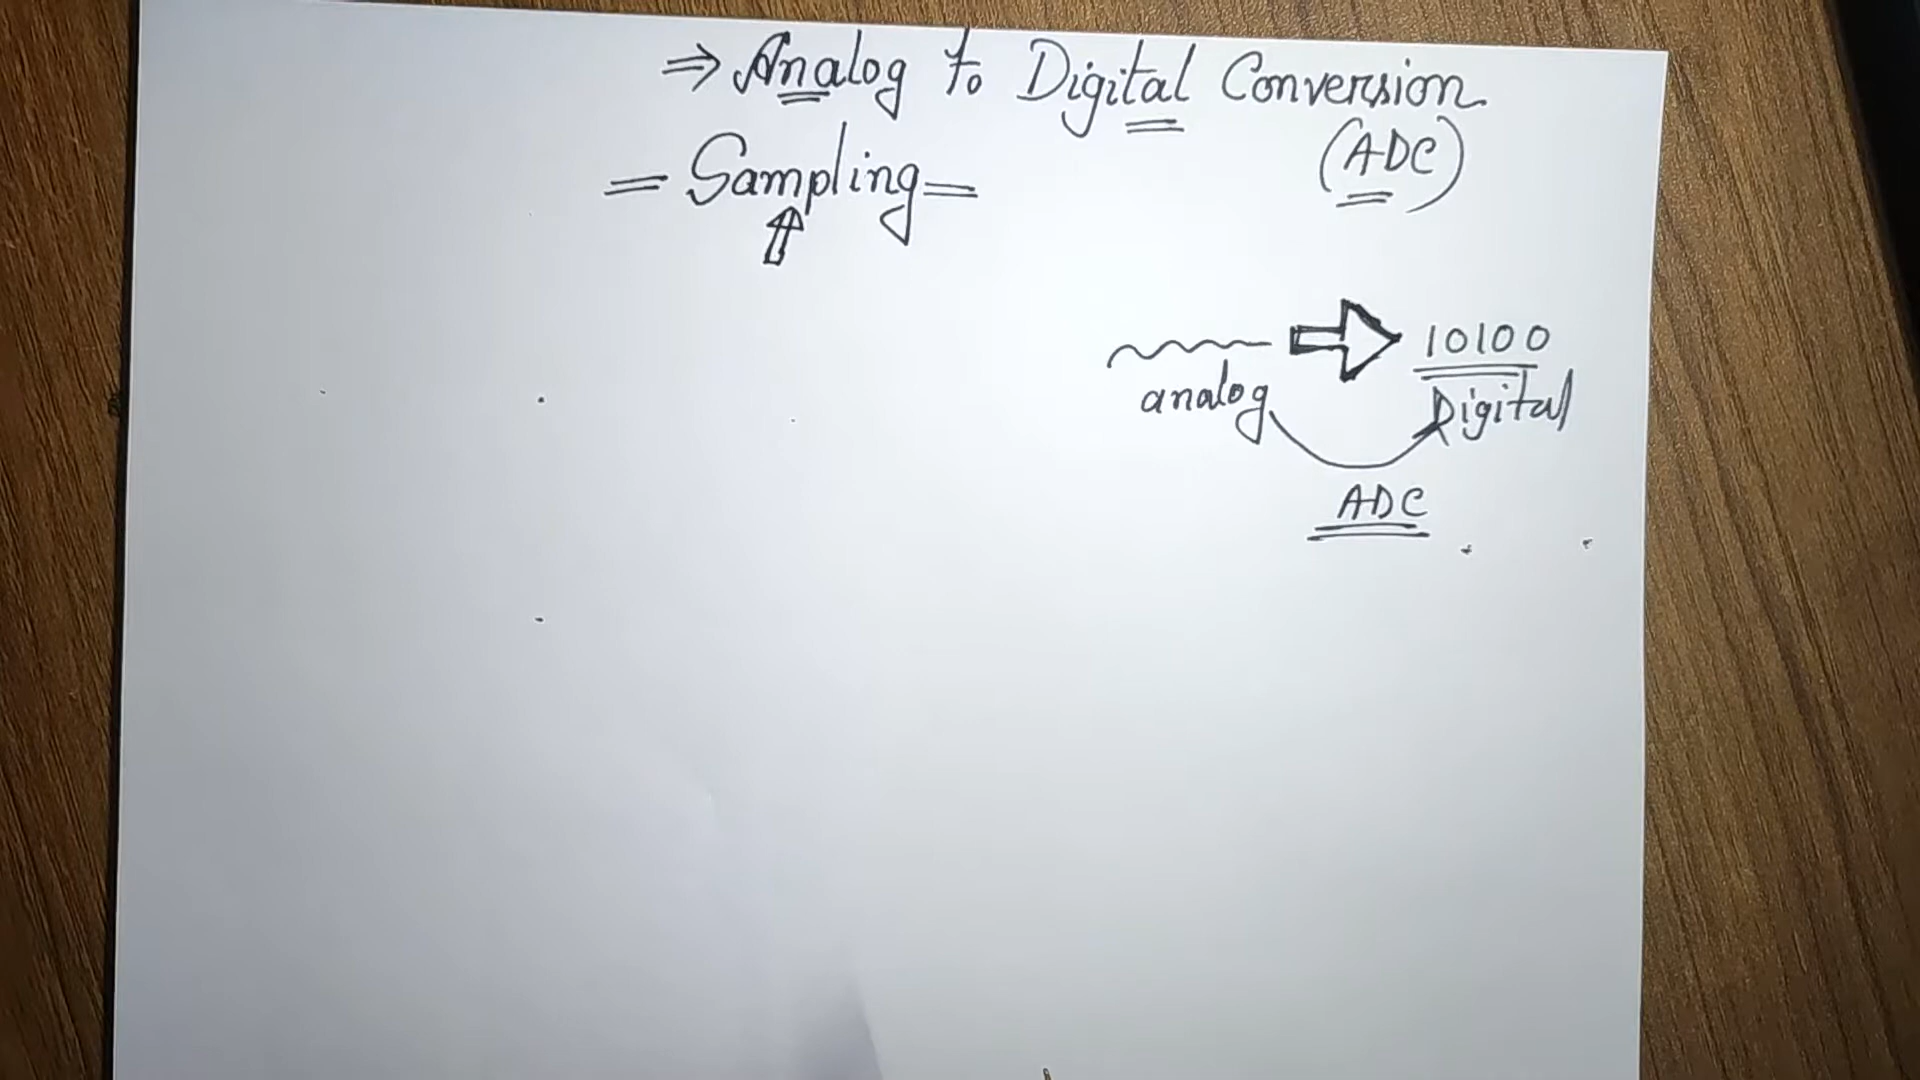 ⇒ Analog to Digital Conversion.
(ADC)
= Sampling =
10100
analog
Digital
ADC